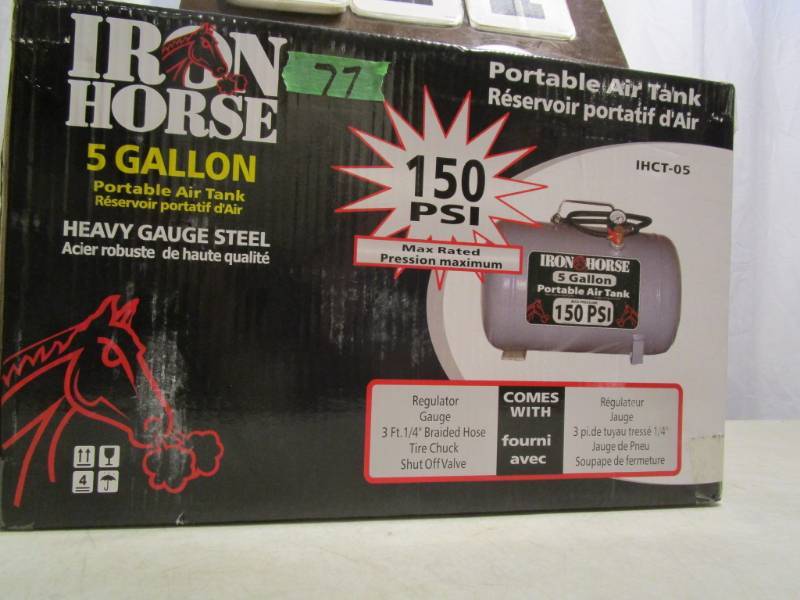 IRON
HORSE
77
5 GALLON
Portable Air Tank
Réservoir portatif d'Air
HEAVY GAUGE STEEL
Acier robuste de haute qualité
150
PSI
Max Rated
Pression maximum
Portable Air Tank
Réservoir portatif d'Air
IHCT-05
IRON HORSE
5 Gallon
Portable Air Tank
MAX PRESSURE
150 PSI
Regulator
Gauge
3 Ft.1/4" Braided Hose
Tire Chuck
Shut Off Valve
COMES
WITH
fourni
avec
Régulateur
Jauge
3 pi.de tuyau tressé 1/4"
Jauge de Pneu
Soupape de fermeture
4